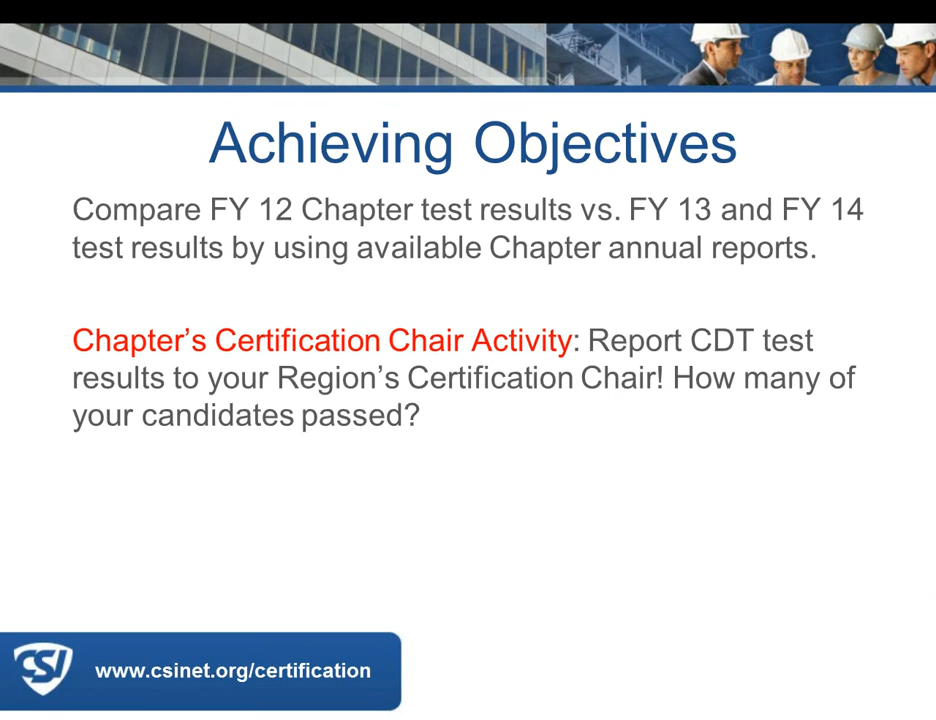 Achieving Objectives
Compare FY 12 Chapter test results vs. FY 13 and FY 14
test results by using available Chapter annual reports.
Chapter’s Certification Chair Activity: Report CDT test
results to your Region’s Certification Chair! How many of
your candidates passed?
CSI www.csinet.org/certification